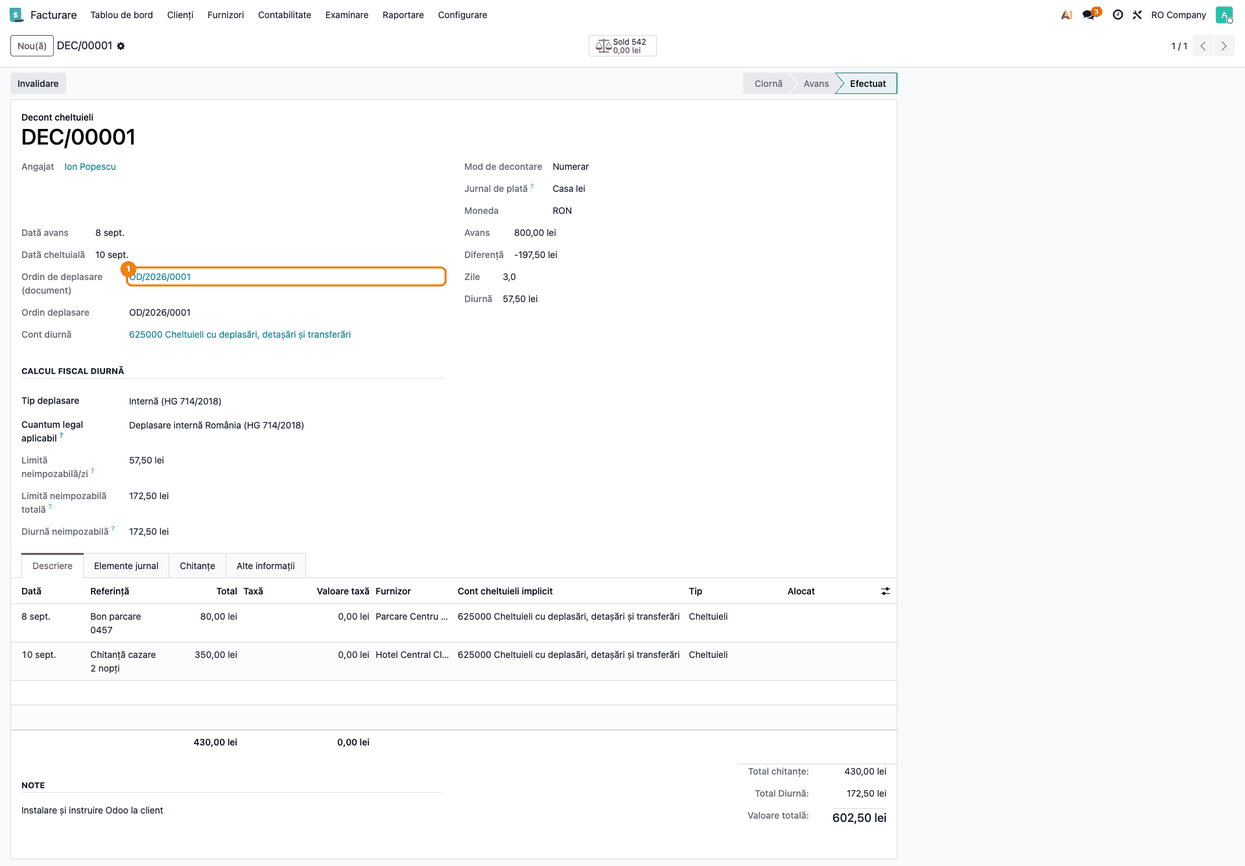 Facturare Tablou de bord Clienți Furnizori Contabilitate Examinare Raportare Configurare 3 RO Company A
Nou(ă) DEC/00001 Sold 542 0,00 lei 1 / 1
Invalidare Ciornă Avans Efectuat
Decont cheltuieli
DEC/00001
Angajat Ion Popescu Mod de decontare Numerar
Jurnal de plată ? Casa lei
Moneda RON
Dată avans 8 sept. Avans 800,00 lei
Dată cheltuială 10 sept. Diferență -197,50 lei
1
Ordin de deplasare (document) OD/2026/0001 Zile 3,0
Ordin deplasare OD/2026/0001 Diurnă 57,50 lei
Cont diurnă 625000 Cheltuieli cu deplasări, detașări și transferări
CALCUL FISCAL DIURNĂ
Tip deplasare Internă (HG 714/2018)
Cuantum legal aplicabil ? Deplasare internă România (HG 714/2018)
Limită neimpozabilă/zi ? 57,50 lei
Limită neimpozabilă totală ? 172,50 lei
Diurnă neimpozabilă ? 172,50 lei
Descriere Elemente jurnal Chitanțe Alte informații
Dată Referință Total Taxă Valoare taxă Furnizor Cont cheltuieli implicit Tip Alocat
8 sept. Bon parcare 0457 80,00 lei 0,00 lei Parcare Centru ... 625000 Cheltuieli cu deplasări, detașări și transferări Cheltuieli
10 sept. Chitanță cazare 2 nopți 350,00 lei 0,00 lei Hotel Central Cl... 625000 Cheltuieli cu deplasări, detașări și transferări Cheltuieli
430,00 lei 0,00 lei
Total chitanțe: 430,00 lei
NOTE
Total Diurnă: 172,50 lei
Instalare și instruire Odoo la client
Valoare totală: 602,50 lei